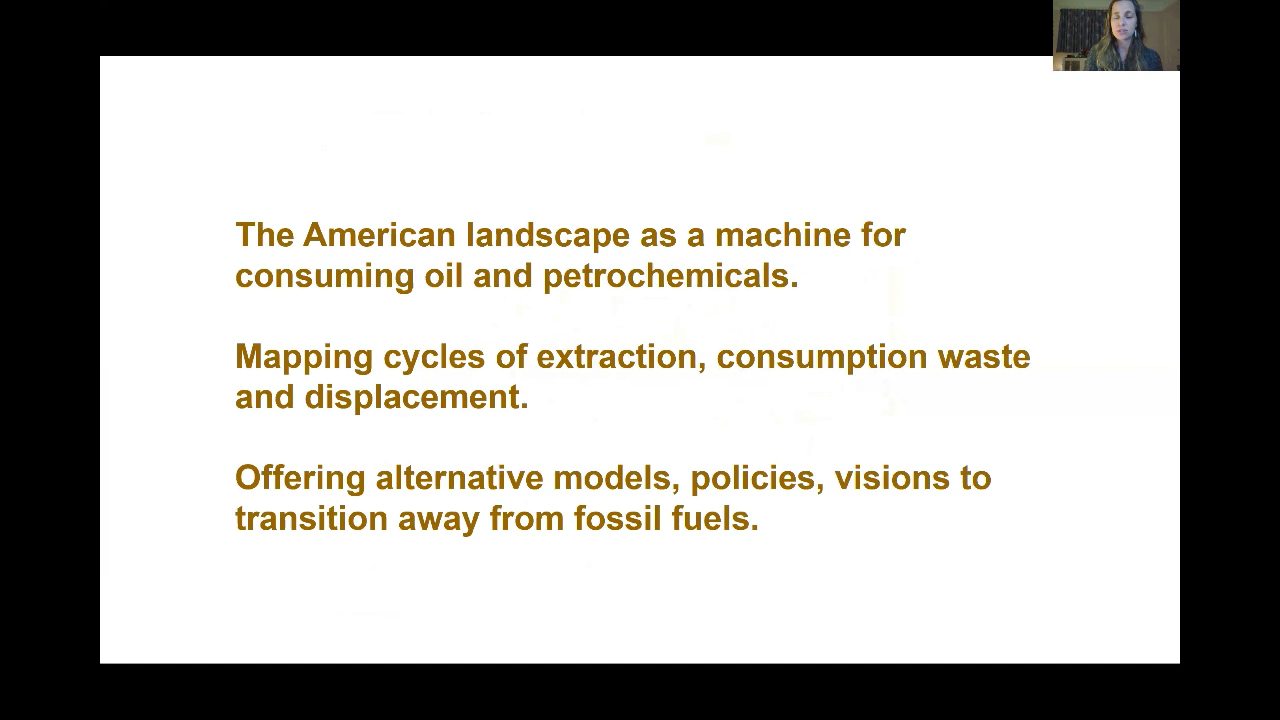 The American landscape as a machine for
consuming oil and petrochemicals.
Mapping cycles of extraction, consumption waste
and displacement.
Offering alternative models, policies, visions to
transition away from fossil fuels.